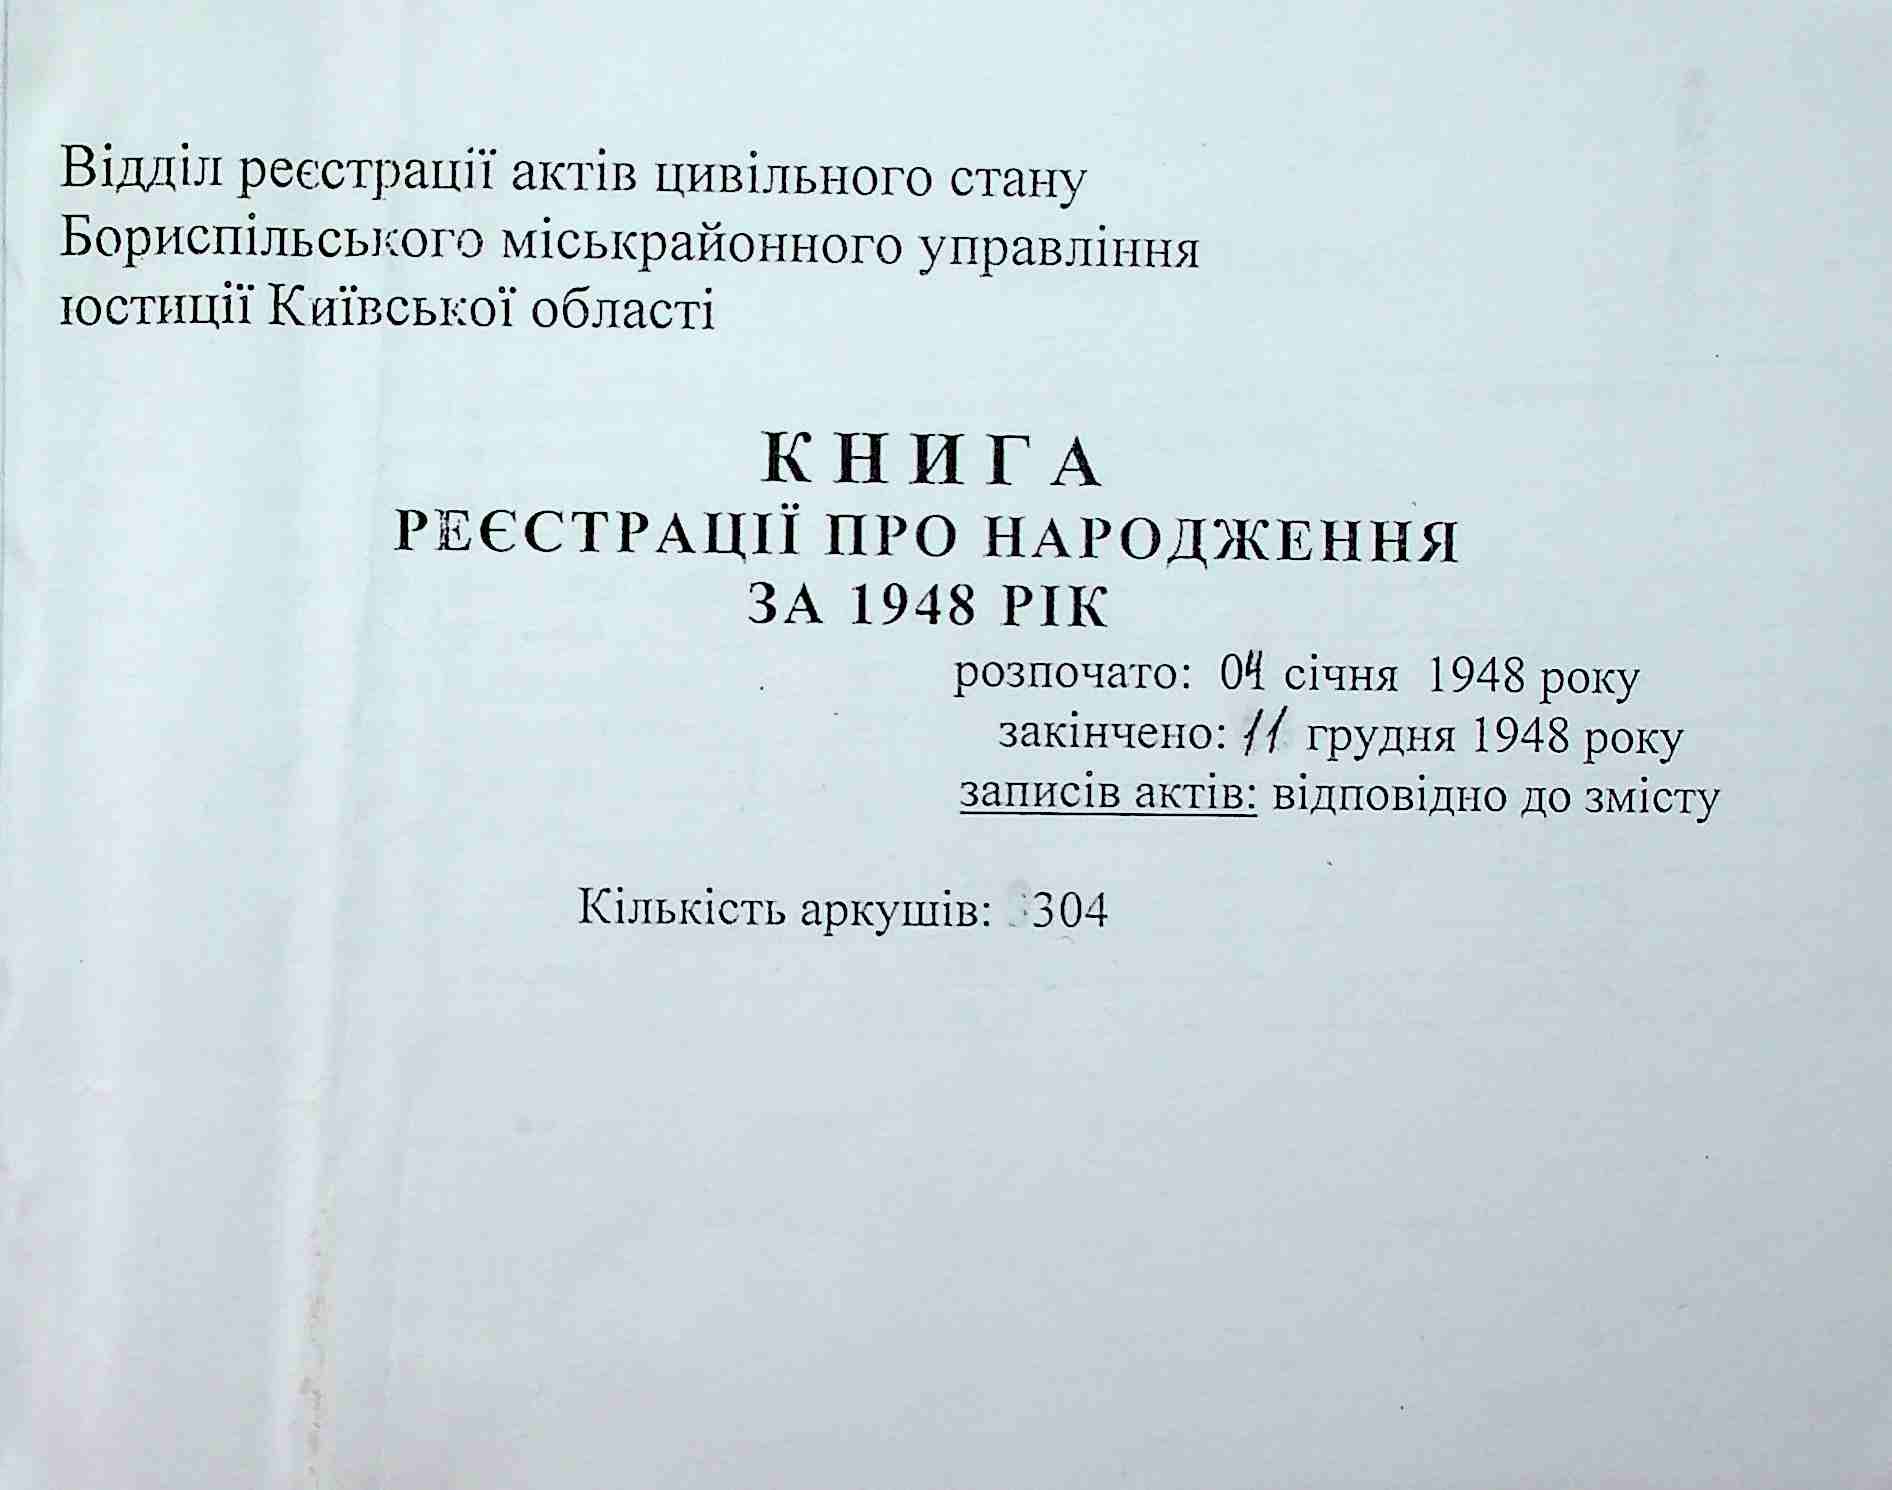 Відділ реєстрації актів цивільного стану
Бориспільського міськрайонного управління
юстиції Київської області
КНИГА
РЕЄСТРАЦІЇ ПРО НАРОДЖЕННЯ
ЗА 1948 РІК
розпочато: 04 січня 1948 року
закінчено: 11 грудня 1948 року
записів актів: відповідно до змісту
Кількість аркушів: 304